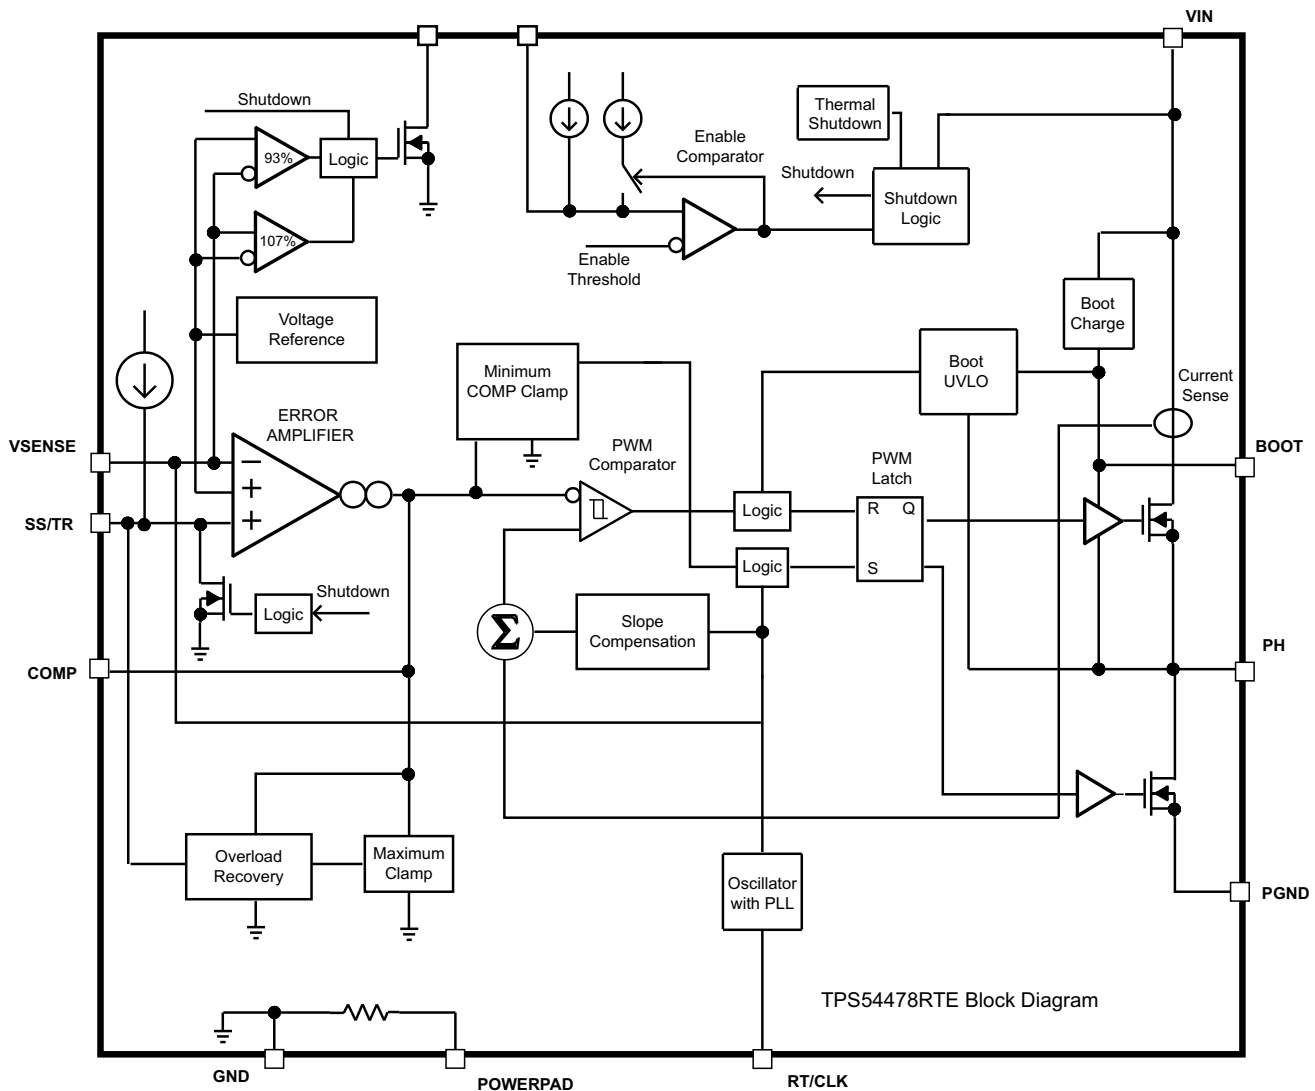 VIN
Shutdown
93%
Logic
107%
Thermal
Shutdown
Enable
Comparator
Shutdown
Shutdown
Logic
Enable
Threshold
Voltage
Reference
Boot
Charge
Minimum
COMP Clamp
Boot
UVLO
Current
Sense
ERROR
AMPLIFIER
VSENSE
−
+
+
SS/TR
PWM
Comparator
PWM
Latch
BOOT
Logic
R Q
S
Logic
Shutdown
Logic
Σ
Slope
Compensation
COMP
PH
Overload
Recovery
Maximum
Clamp
Oscillator
with PLL
PGND
TPS54478RTE Block Diagram
GND
POWERPAD
RT/CLK